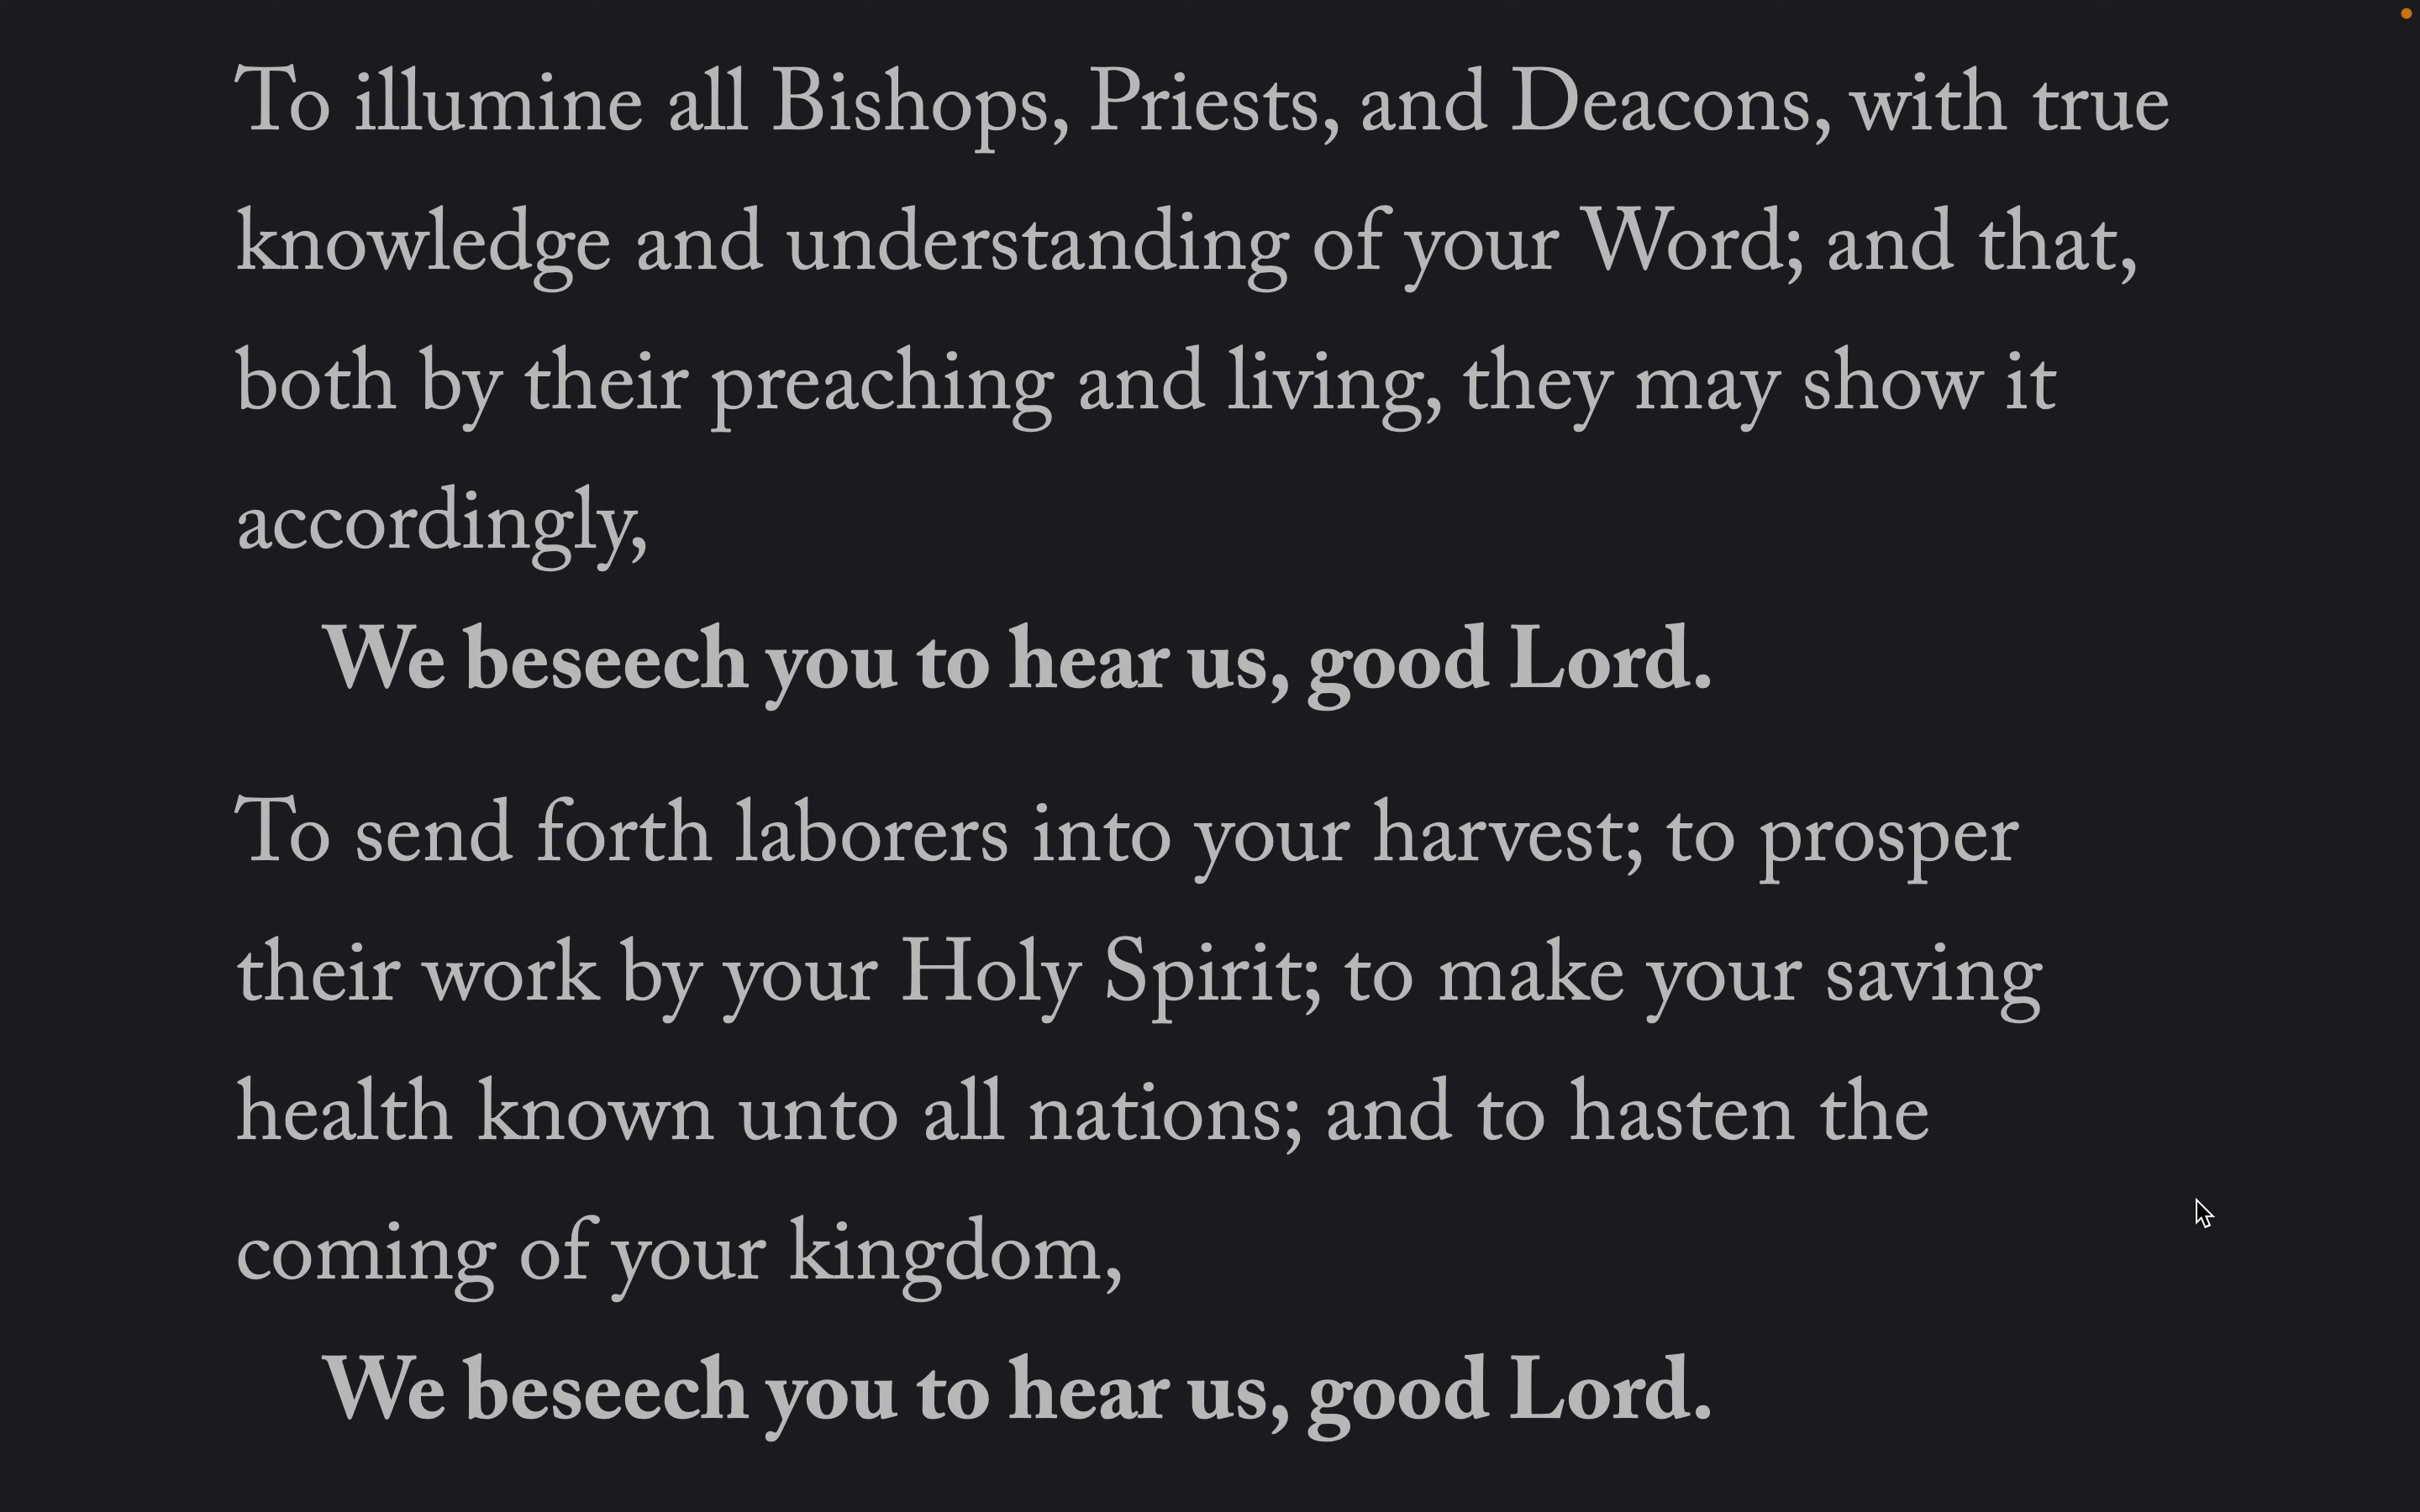 To illumine all Bishops, Priests, and Deacons, with true
knowledge and understanding of your Word; and that,
both by their preaching and living, they may show it
accordingly,
We beseech you to hear us, good Lord.
To send forth laborers into your harvest; to prosper
their work by your Holy Spirit; to make your saving
health known unto all nations; and to hasten the
coming of your kingdom,
We beseech you to hear us, good Lord.